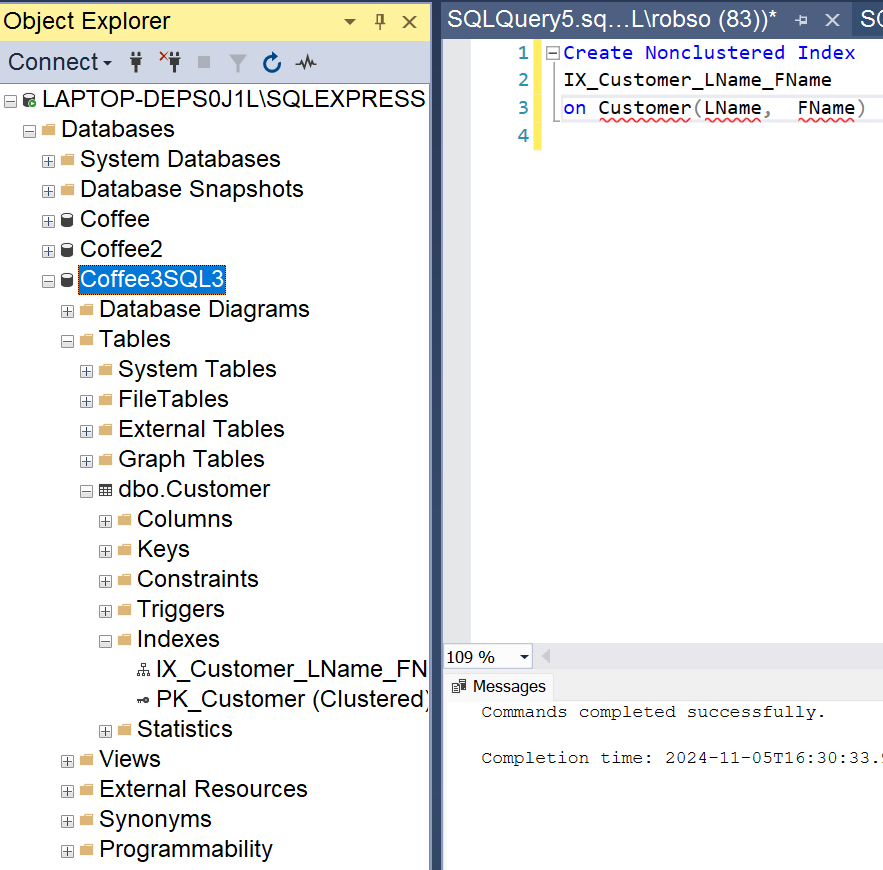 Object Explorer
Connect
LAPTOP-DEPS0J1L\SQLEXPRESS
Databases
System Databases
Database Snapshots
Coffee
Coffee2
Coffee3SQL3
Database Diagrams
Tables
System Tables
FileTables
External Tables
Graph Tables
dbo.Customer
Columns
Keys
Constraints
Triggers
Indexes
IX_Customer_LName_FN
PK_Customer (Clustered)
Statistics
Views
External Resources
Synonyms
Programmability
SQLQuery5.sq...L\robso (83))*
1 Create Nonclustered Index
2 IX_Customer_LName_FName
3 on Customer(LName, FName)
4
109 %
Messages
Commands completed successfully.
Completion time: 2024-11-05T16:30:33.